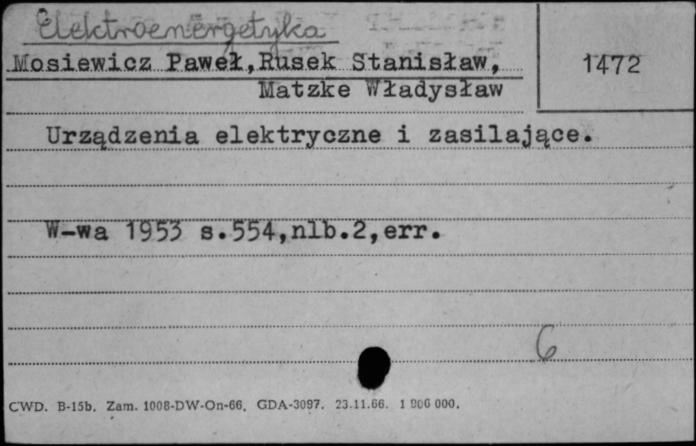 Elektroenergetyka
Mosiewicz Paweł, Rusek Stanisław,
1472
Matzke Władysław
Urządzenia elektryczne i zasilające.
W-wa 1953 s.554,nlb.2,err.
6
CWD. B-15b. Zam. 1008-DW-On-66. GDA-3097. 23.11.66. 1 906 000.